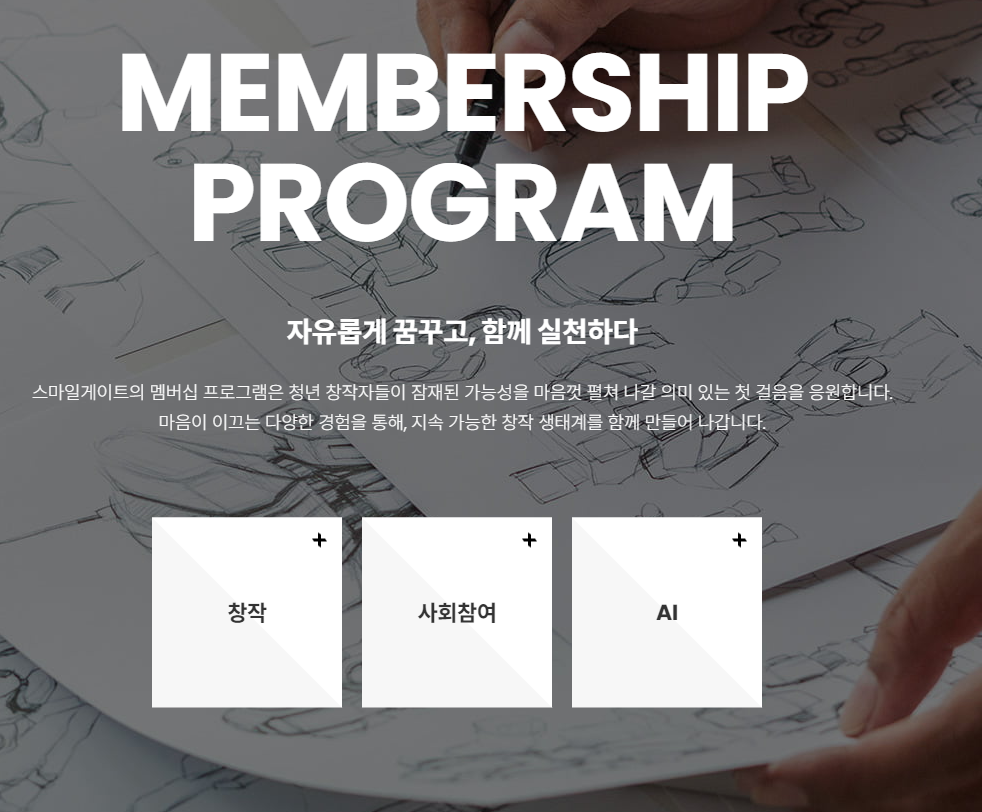 MEMBERSHIP
PROGRAM
자유롭게 꿈꾸고, 함께 실천하다
스마일게이트의 멤버십 프로그램은 청년 창작자들이 잠재된 가능성을 마음껏 펼쳐 나갈 의미 있는 첫 걸음을 응원합니다.
마음이 이끄는 다양한 경험을 통해, 지속 가능한 창작 생태계를 함께 만들어 나갑니다.
창작
사회참여
AI